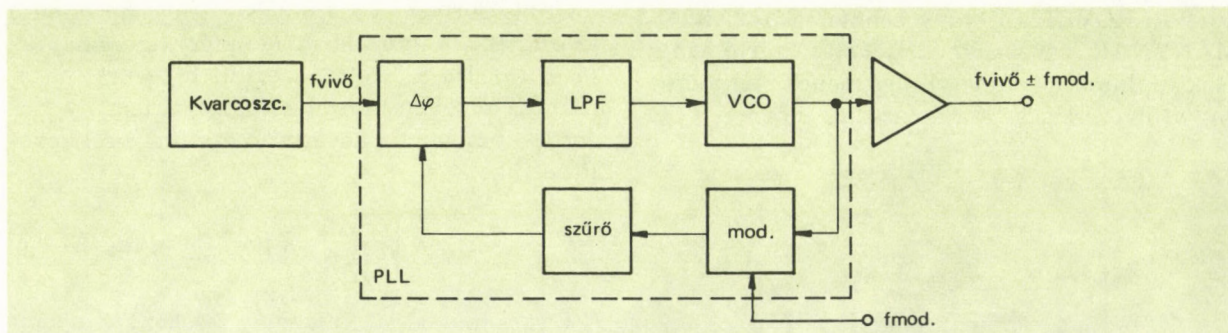 fvivő
Kvarcoszc.
Δφ
LPF
VCO
fvivő ± fmod.
szűrő
mod.
PLL
fmod.